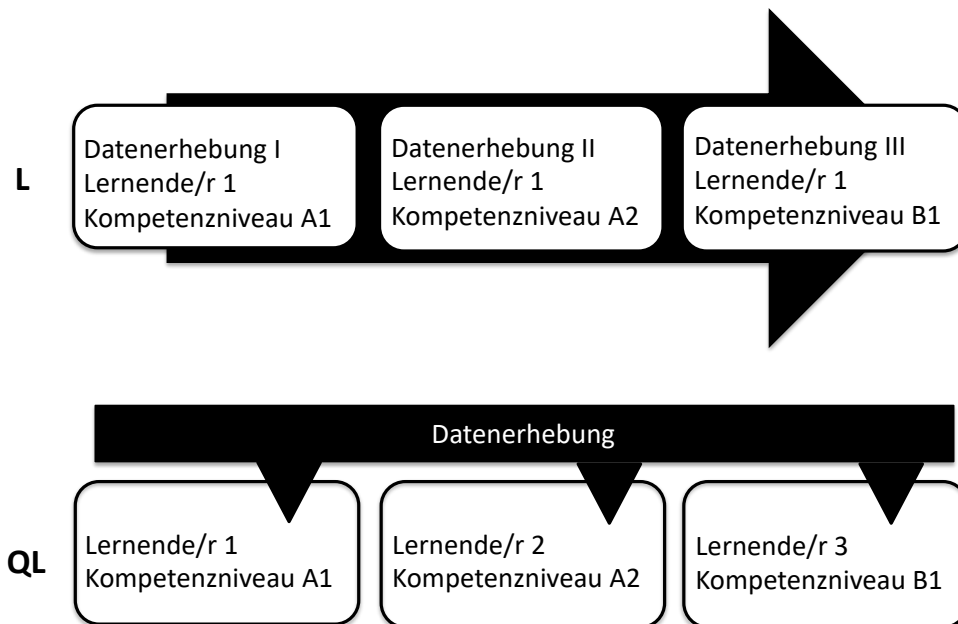 L
Datenerhebung I
Lernende/r 1
Kompetenzniveau A1
Datenerhebung II
Lernende/r 1
Kompetenzniveau A2
Datenerhebung III
Lernende/r 1
Kompetenzniveau B1
Datenerhebung
QL
Lernende/r 1
Kompetenzniveau A1
Lernende/r 2
Kompetenzniveau A2
Lernende/r 3
Kompetenzniveau B1